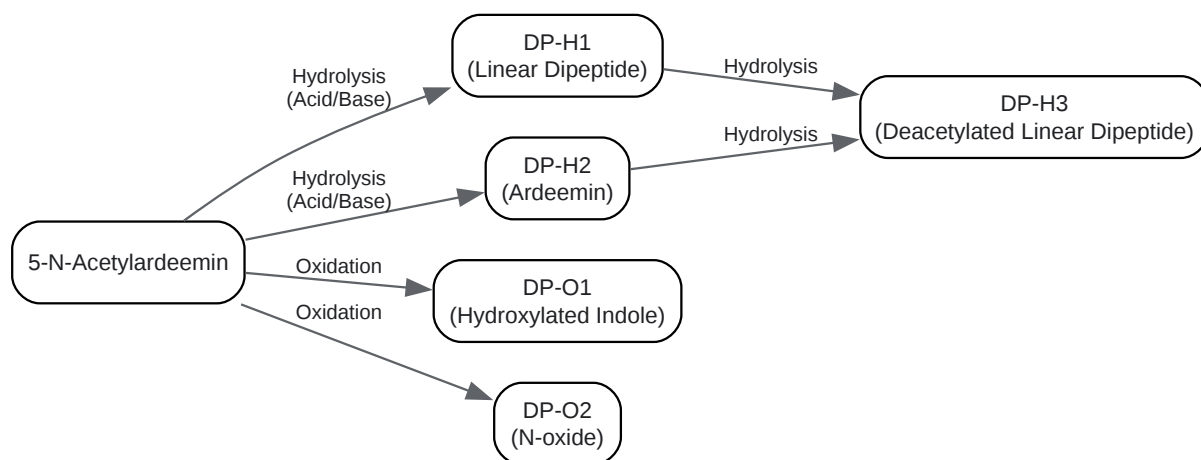 DP-H1
(Linear Dipeptide)
Hydrolysis
(Acid/Base)
Hydrolysis
DP-H3
(Deacetylated Linear Dipeptide)
Hydrolysis
DP-H2
(Ardeemin)
Hydrolysis
(Acid/Base)
5-N-Acetylardeemin
Oxidation
DP-O1
(Hydroxylated Indole)
Oxidation
DP-O2
(N-oxide)